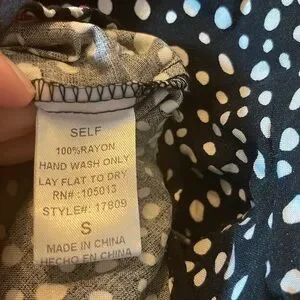 SELF
100%RAYON
HAND WASH ONLY
LAY FLAT TO DRY
RN#: 105013
STYLE#: 17809
S
MADE IN CHINA
HECHO EN CHINA